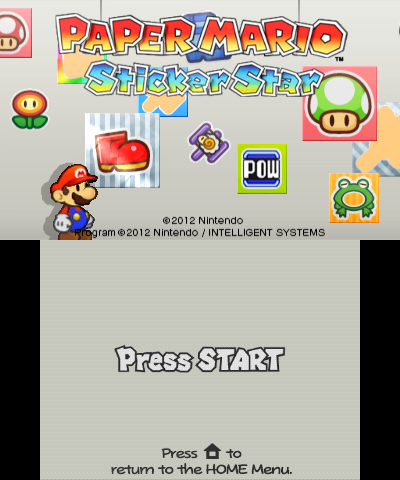 PAPER MARIO
TM
Sticker Star
POW
©2012 Nintendo
Program ©2012 Nintendo / INTELLIGENT SYSTEMS
Press START
Press to
return to the HOME Menu.